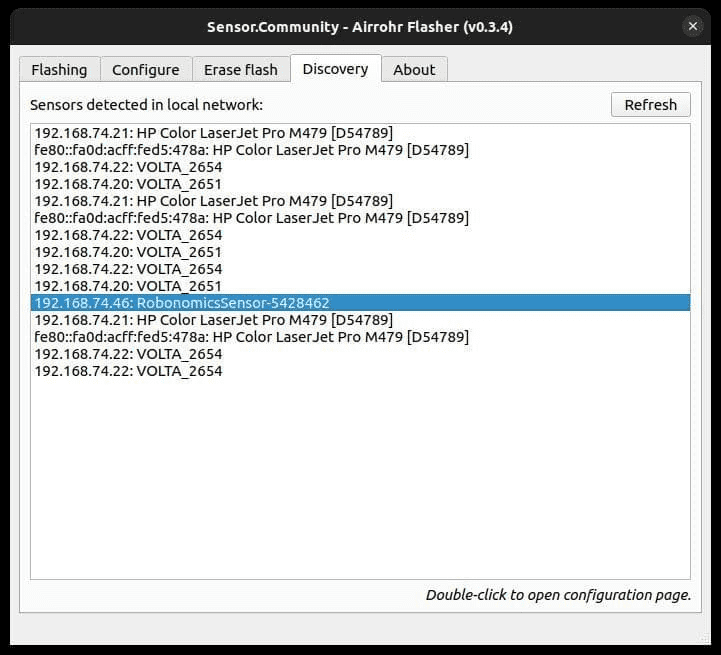 Sensor.Community - Airrohr Flasher (v0.3.4)
Flashing Configure Erase flash Discovery About
Sensors detected in local network: Refresh
192.168.74.21: HP Color LaserJet Pro M479 [D54789]
fe80::fa0d:acff:fed5:478a: HP Color LaserJet Pro M479 [D54789]
192.168.74.22: VOLTA_2654
192.168.74.20: VOLTA_2651
192.168.74.21: HP Color LaserJet Pro M479 [D54789]
fe80::fa0d:acff:fed5:478a: HP Color LaserJet Pro M479 [D54789]
192.168.74.22: VOLTA_2654
192.168.74.20: VOLTA_2651
192.168.74.22: VOLTA_2654
192.168.74.20: VOLTA_2651
192.168.74.46: RobonomicsSensor-5428462
192.168.74.21: HP Color LaserJet Pro M479 [D54789]
fe80::fa0d:acff:fed5:478a: HP Color LaserJet Pro M479 [D54789]
192.168.74.22: VOLTA_2654
192.168.74.22: VOLTA_2654
Double-click to open configuration page.